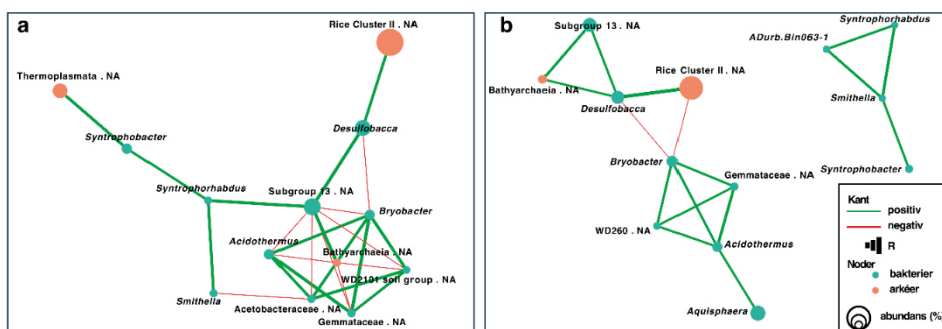 a
Rice Cluster II . NA
Thermoplasmata . NA
Desulfobacca
Syntrophobacter
Syntrophorhabdus
Subgroup 13 . NA
Bryobacter
Acidothermus
Bathyarchaeia . NA
WD2101 soil group . NA
Smithella
Acetobacteraceae . NA
Gemmataceae . NA
b
Syntrophorhabdus
Subgroup 13 . NA
ADurb.Bin063-1
Rice Cluster II . NA
Bathyarchaeia . NA
Desulfobacca
Smithella
Bryobacter
Gemmataceae . NA
Syntrophobacter
WD260 . NA
Acidothermus
Aquisphaera
Kant
positiv
negativ
R
Noder
bakterier
arkéer
abundans (%)